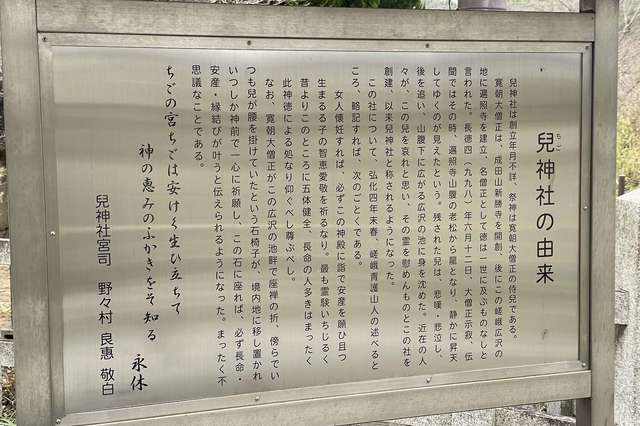 兒神社の由来
ちご
兒神社は創立年月不詳、祭神は寛朝大僧正の侍兒である。
寛朝大僧正は、成田山新勝寺を開創、後にこの嵯峨広沢の
地に遍照寺を建立、名僧正として徳は一世に及ぶものなしと
言われた。長徳四（九九八）年六月十二日、大僧正示寂、伝
聞ではその時、遍照寺山腹の老松から龍となり、静かに昇天
してゆくのが見えたという。残された兒は、悲嘆・悲泣し、
後を追い、山腹下に広がる広沢の池に身を沈めた。近在の人
々が、この兒を哀れと思い、その霊を慰めんものとこの社を
創建、以来兒神社と称されるようになった。
この社について、弘化四年末春、嵯峨靑護山人の述べると
ころ、略記すれば、次のごとくである。
女人懐妊すれば、必ずこの神殿に詣で安産を願ひ且つ
生まるる子の智恵愛敬を祈るなり。最も霊験いちじるく
昔よりこのところに五体健全、長命の人多きはまったく
此神徳による処なり仰ぐべし尊ぶべし。
なお、寛朝大僧正がこの広沢の池畔で座禅の折、傍らでい
つも兒が腰を掛けていたという石椅子が、境内地に移し置かれ
いつしか神前で一心に祈願し、この石に座れば、必ず長命・
安産・縁結びが叶うと伝えられるようになった。まったく不
思議なことである。
ちごの宮ちごは安けく生ひ立ちて
神の恵みのふかきをぞ知る 永休
兒神社宮司 野々村 良惠 敬白